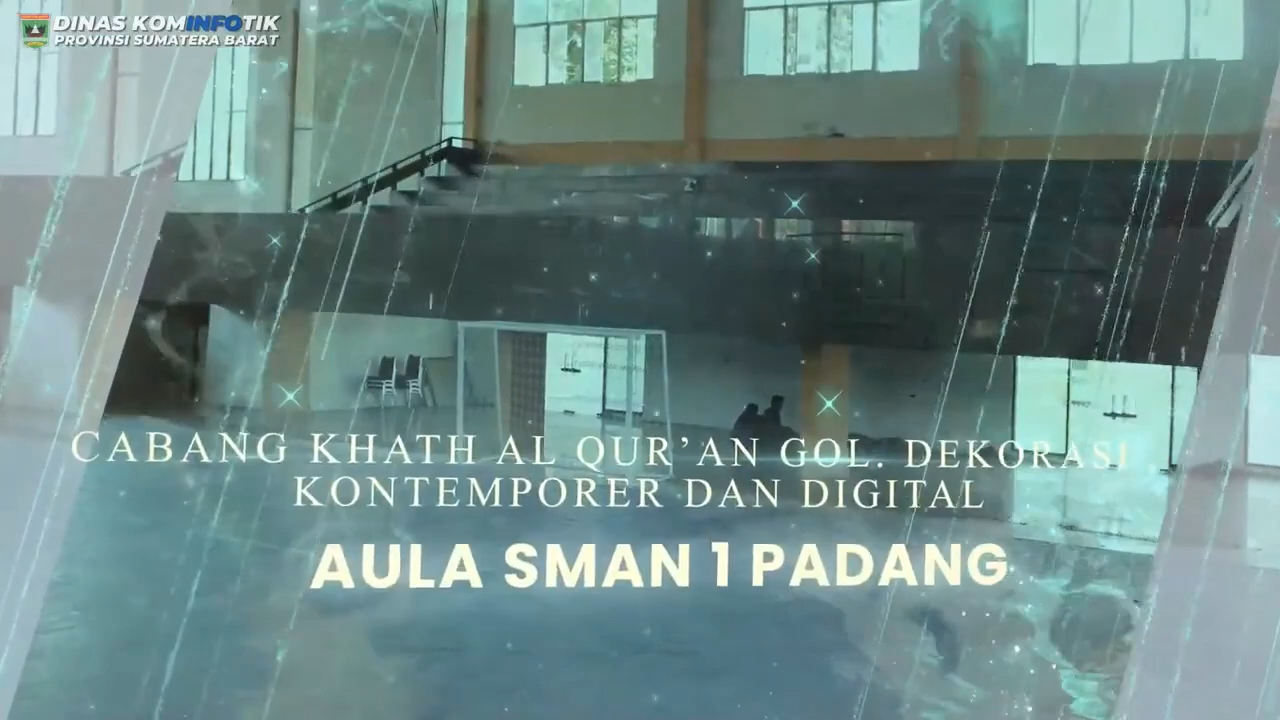 DINAS KOMINFOTIK
PROVINSI SUMATERA BARAT
CABANG KHATH AL QUR'AN GOL. DEKORASI
KONTEMPORER DAN DIGITAL
AULA SMAN 1 PADANG